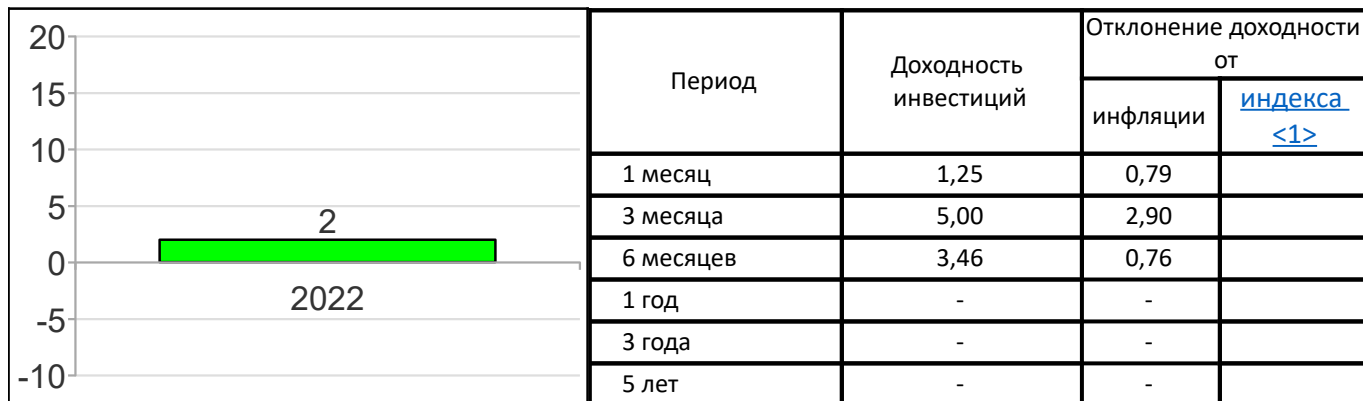 20
15
10
5
0
-5
-10
2
2022
Период
Доходность
инвестиций
Отклонение доходности
от
инфляции
индекса
<1>
1 месяц 1,25 0,79
3 месяца 5,00 2,90
6 месяцев 3,46 0,76
1 год - -
3 года - -
5 лет - -